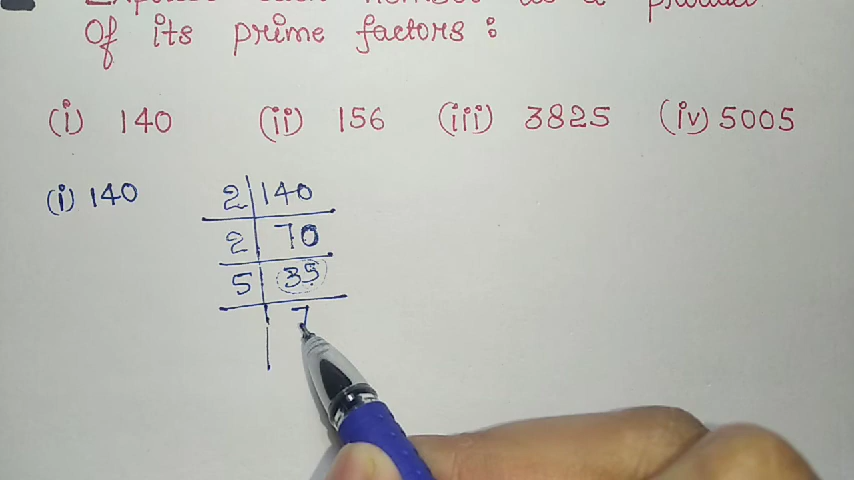 Of its prime factors :
(i) 140 (ii) 156 (iii) 3825 (iv) 5005
(i) 140 2 140
2 70
5 35
7